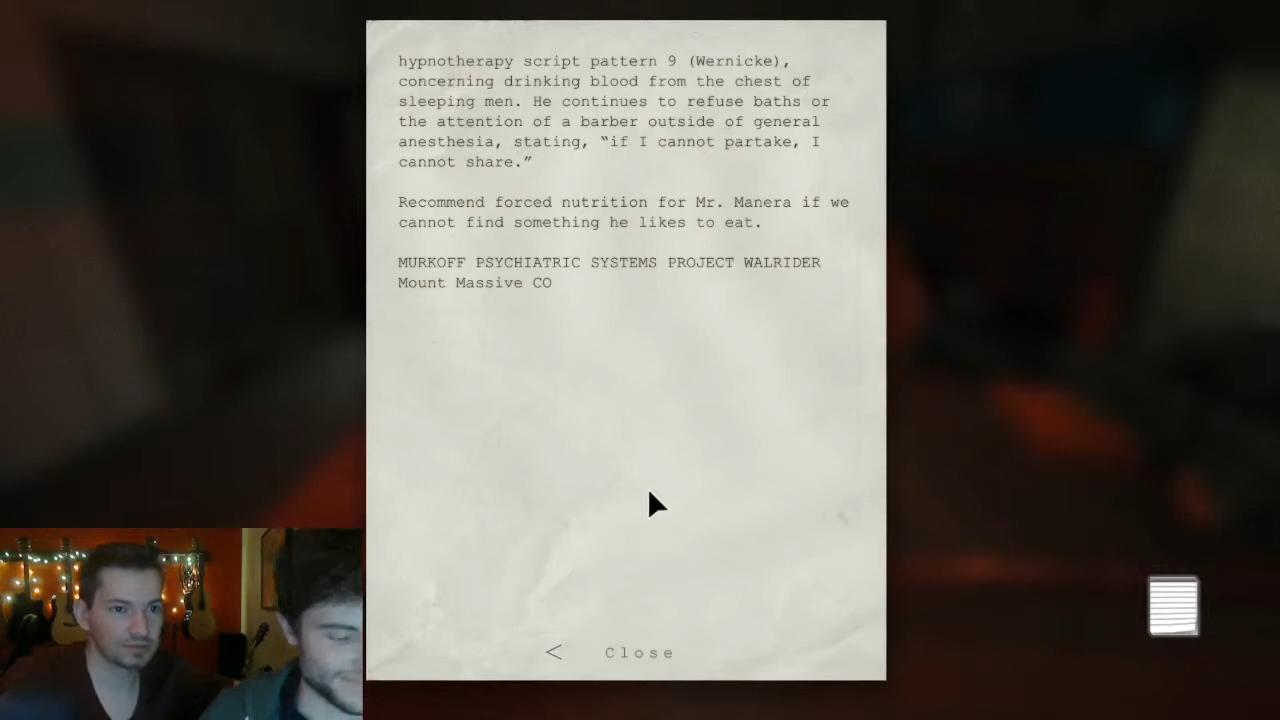 hypnotherapy script pattern 9 (Wernicke),
concerning drinking blood from the chest of
sleeping men. He continues to refuse baths or
the attention of a barber outside of general
anesthesia, stating, “if I cannot partake, I
cannot share.”
Recommend forced nutrition for Mr. Manera if we
cannot find something he likes to eat.
MURKOFF PSYCHIATRIC SYSTEMS PROJECT WALRIDER
Mount Massive CO
< Close